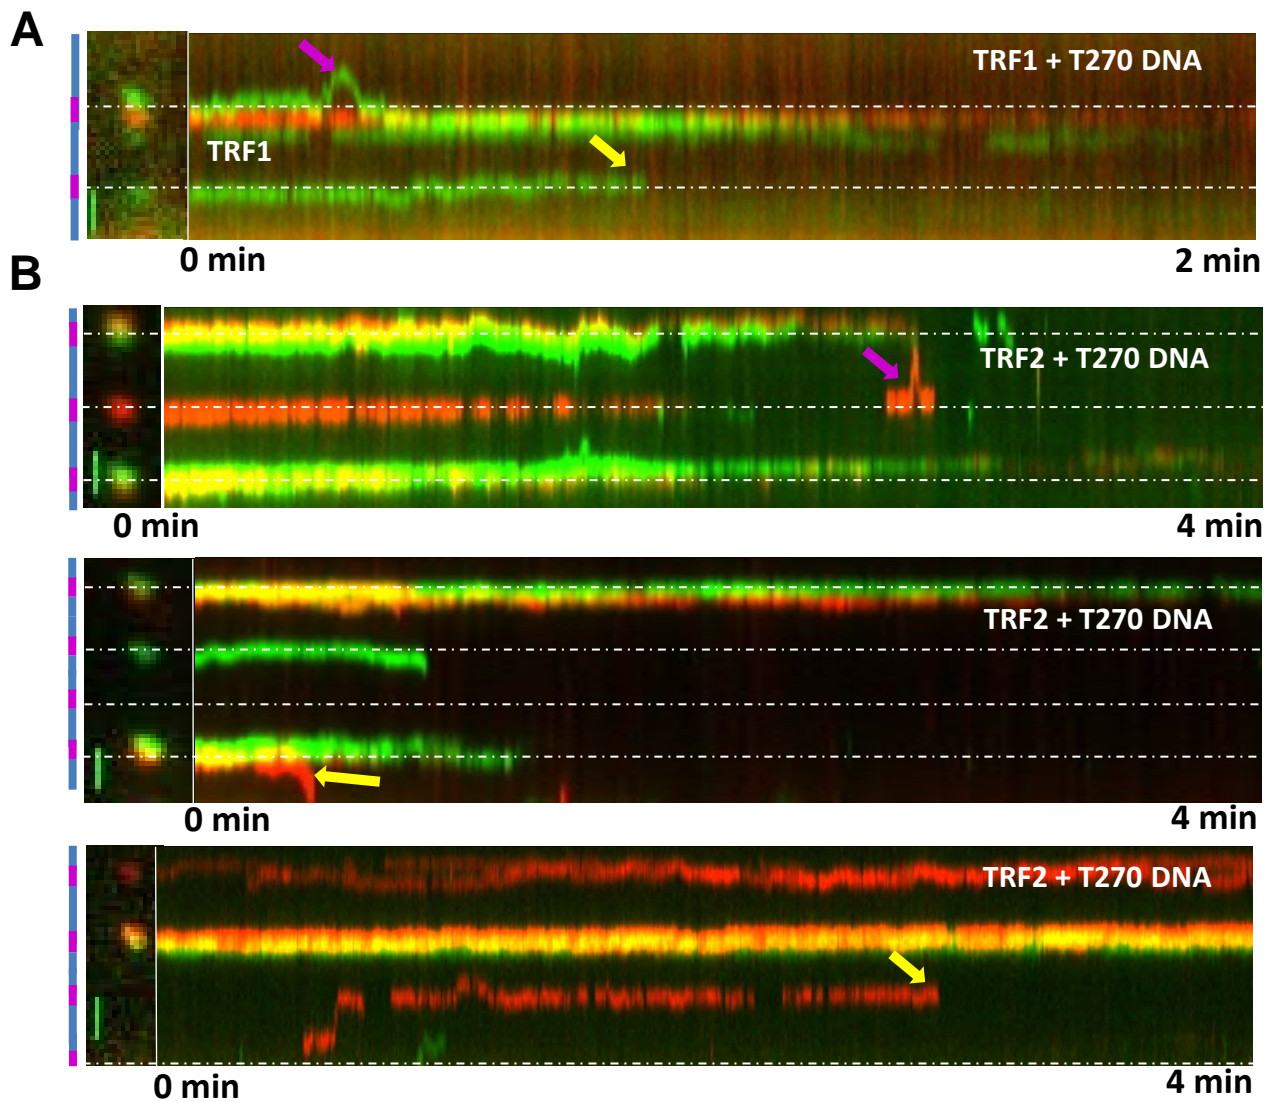 A
TRF1 + T270 DNA
TRF1
0 min
2 min
B
TRF2 + T270 DNA
0 min
4 min
TRF2 + T270 DNA
0 min
4 min
TRF2 + T270 DNA
0 min
4 min